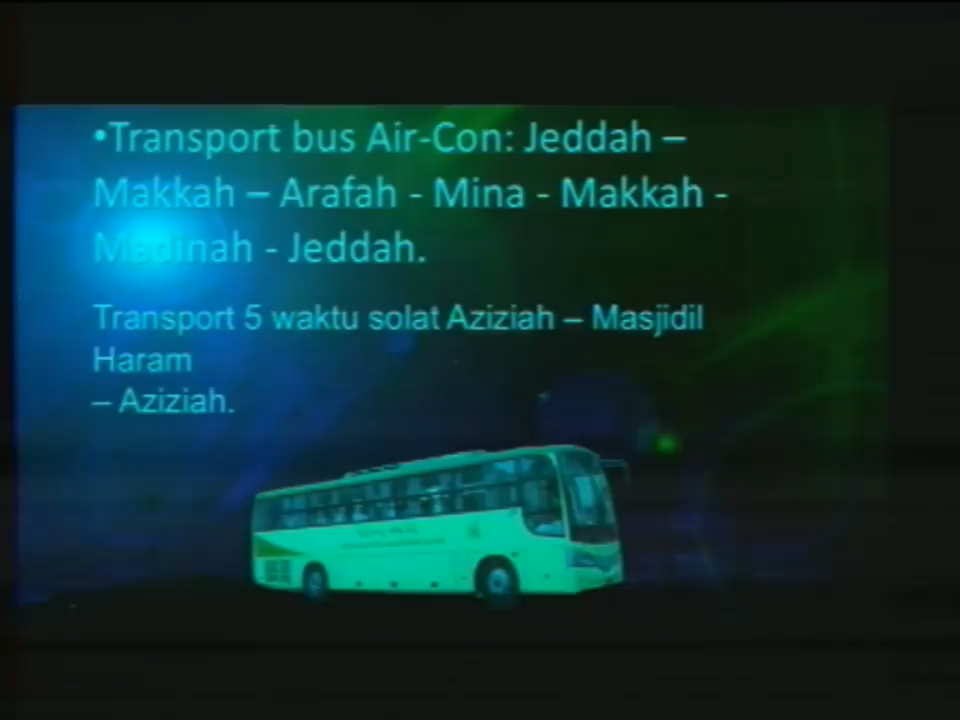 •Transport bus Air-Con: Jeddah –
Makkah – Arafah - Mina - Makkah -
Madinah - Jeddah.
Transport 5 waktu solat Aziziah – Masjidil
Haram
– Aziziah.